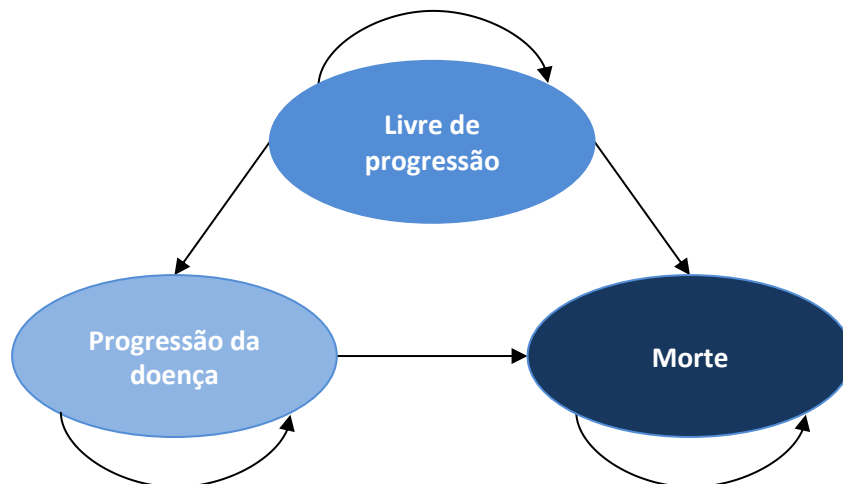 Livre de
progressão
Progressão da
doença
Morte